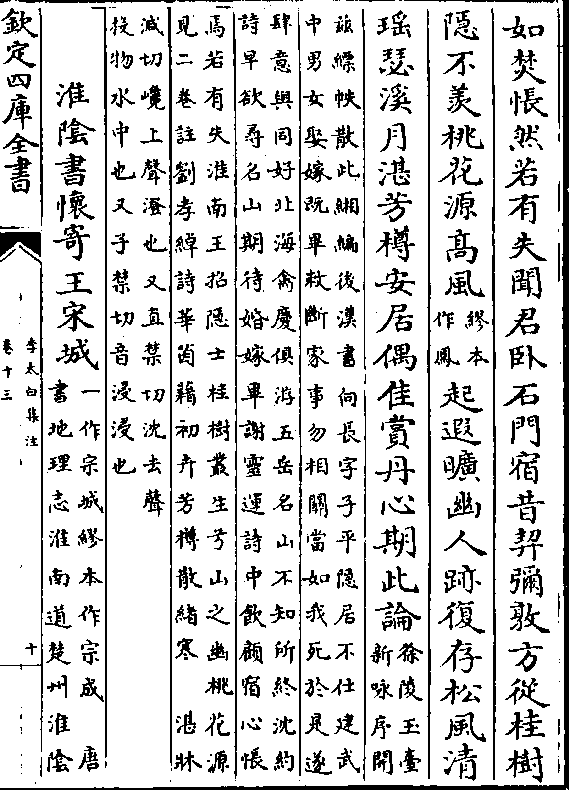 如焚悵然若有失聞君臥石門宿昔契彌敦方從桂樹
隠不羨桃花源髙風繆本作鳳起遐曠幽人跡復存松風清
瑶瑟溪月湛芳樽安居偶佳賞丹心期此論徐陵玉臺新咏序開
兹縹帙散此緗編後漢書向長字子平隠居不仕建武
中男女娶嫁既畢敕斷家事勿相關當如我死於是遂
肆意與同好北海禽慶俱游五岳名山不知所終沈約
詩早欲尋名山期待婚嫁畢謝靈運詩中飲顧宿心悵
焉若有失淮南王招隠士桂樹叢生兮山之幽桃花源
見二卷註劉孝綽詩華茵藉初卉芳樽散緒寒 湛牀
減切嚵上聲澄也又直禁切沈去聲
投物水中也又子禁切音浸浸也
淮陰書懷寄王宋城一作宗城繆本作宗成 唐
書地理志淮南道楚州淮陰
欽定四庫全書
李太白集注
卷十三
十